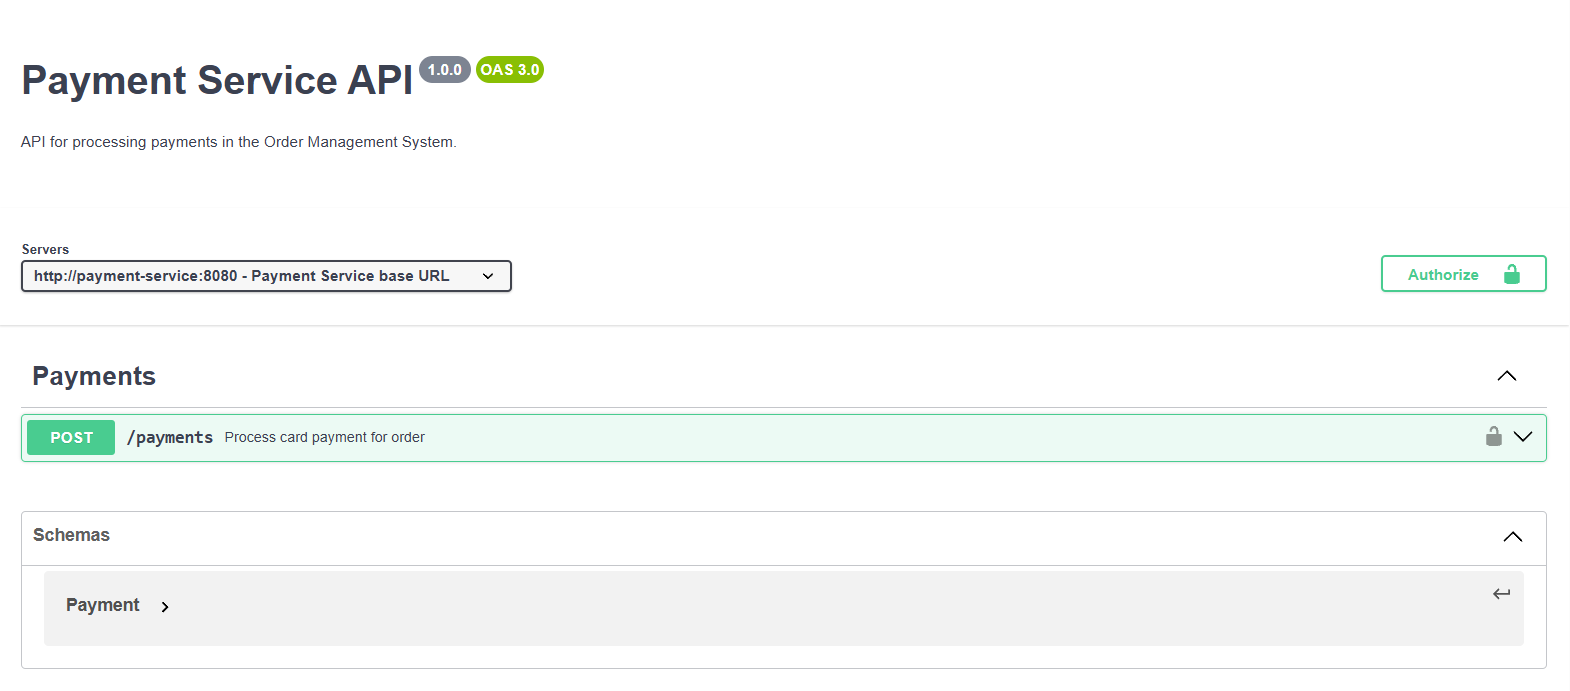 Payment Service API 1.0.0 OAS 3.0
API for processing payments in the Order Management System.
Servers
http://payment-service:8080 - Payment Service base URL
Authorize
Payments
POST /payments Process card payment for order
Schemas
Payment